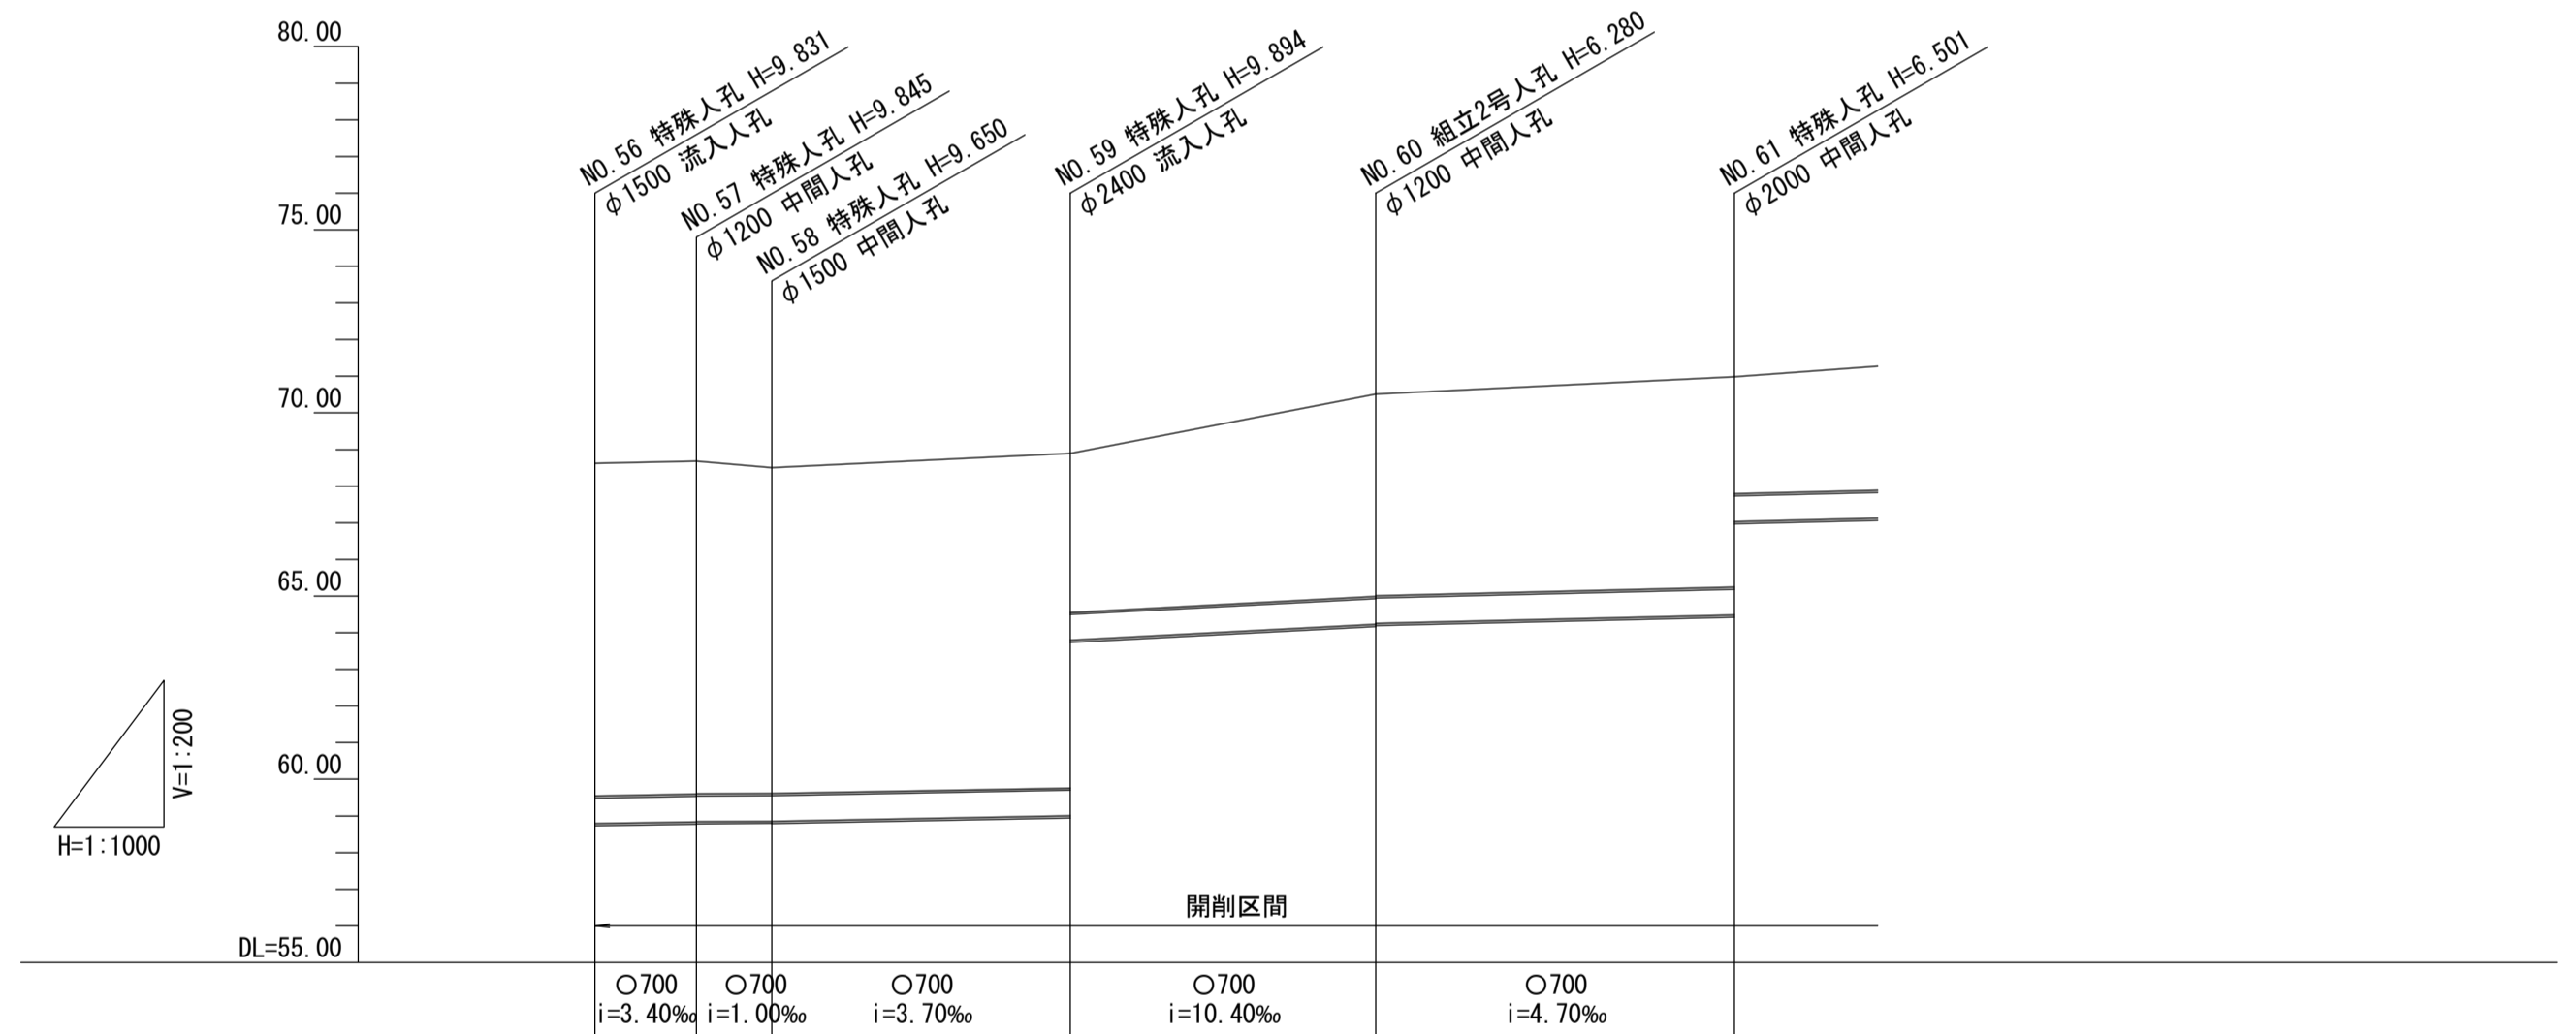 80.00
75.00
70.00
65.00
60.00
DL=55.00
V=1:200
H=1:1000
NO.56 特殊人孔 H=9.831
φ1500 流入人孔
NO.57 特殊人孔 H=9.845
φ1200 中間人孔
NO.58 特殊人孔 H=9.650
φ1500 中間人孔
NO.59 特殊人孔 H=9.894
φ2400 流入人孔
NO.60 組立2号人孔 H=6.280
φ1200 中間人孔
NO.61 特殊人孔 H=6.501
φ2000 中間人孔
開削区間
○700
i=3.40‰
○700
i=1.00‰
○700
i=3.70‰
○700
i=10.40‰
○700
i=4.70‰